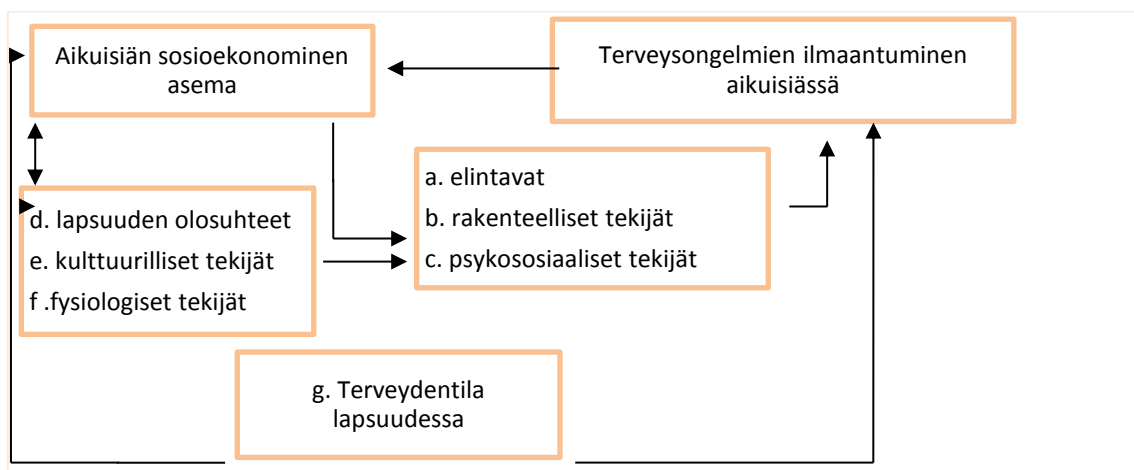 Aikuisiän sosioekonominen
asema
Terveysongelmien ilmaantuminen
aikuisiässä
a. elintavat
b. rakenteelliset tekijät
c. psykososiaaliset tekijät
d. lapsuuden olosuhteet
e. kulttuurilliset tekijät
f .fysiologiset tekijät
g. Terveydentila
lapsuudessa